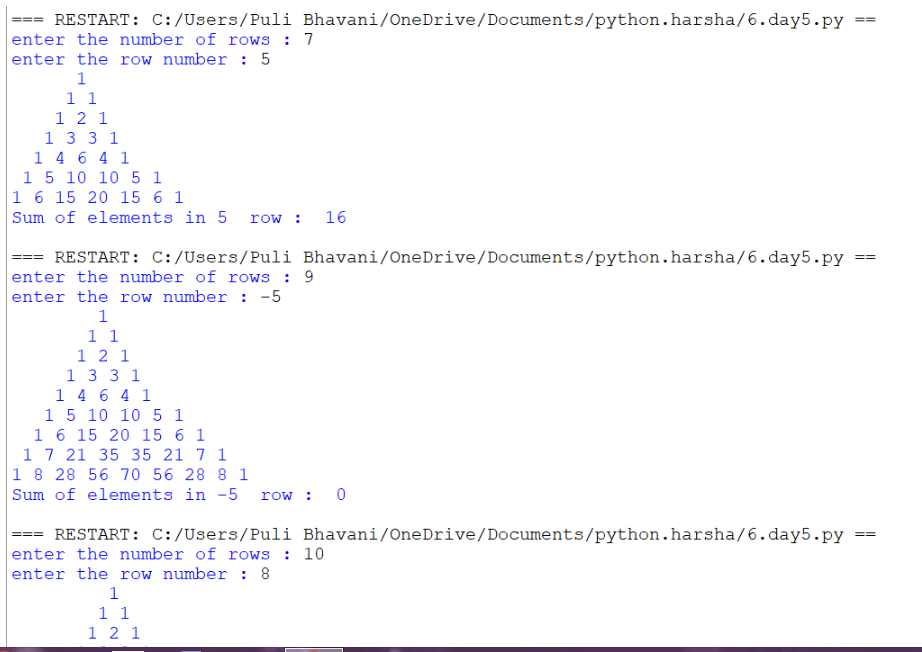 === RESTART: C:/Users/Puli Bhavani/OneDrive/Documents/python.harsha/6.day5.py ==
enter the number of rows : 7
enter the row number : 5
1
1 1
1 2 1
1 3 3 1
1 4 6 4 1
1 5 10 10 5 1
1 6 15 20 15 6 1
Sum of elements in 5  row :  16
=== RESTART: C:/Users/Puli Bhavani/OneDrive/Documents/python.harsha/6.day5.py ==
enter the number of rows : 9
enter the row number : -5
1
1 1
1 2 1
1 3 3 1
1 4 6 4 1
1 5 10 10 5 1
1 6 15 20 15 6 1
1 7 21 35 35 21 7 1
1 8 28 56 70 56 28 8 1
Sum of elements in -5  row :  0
=== RESTART: C:/Users/Puli Bhavani/OneDrive/Documents/python.harsha/6.day5.py ==
enter the number of rows : 10
enter the row number : 8
1
1 1
1 2 1